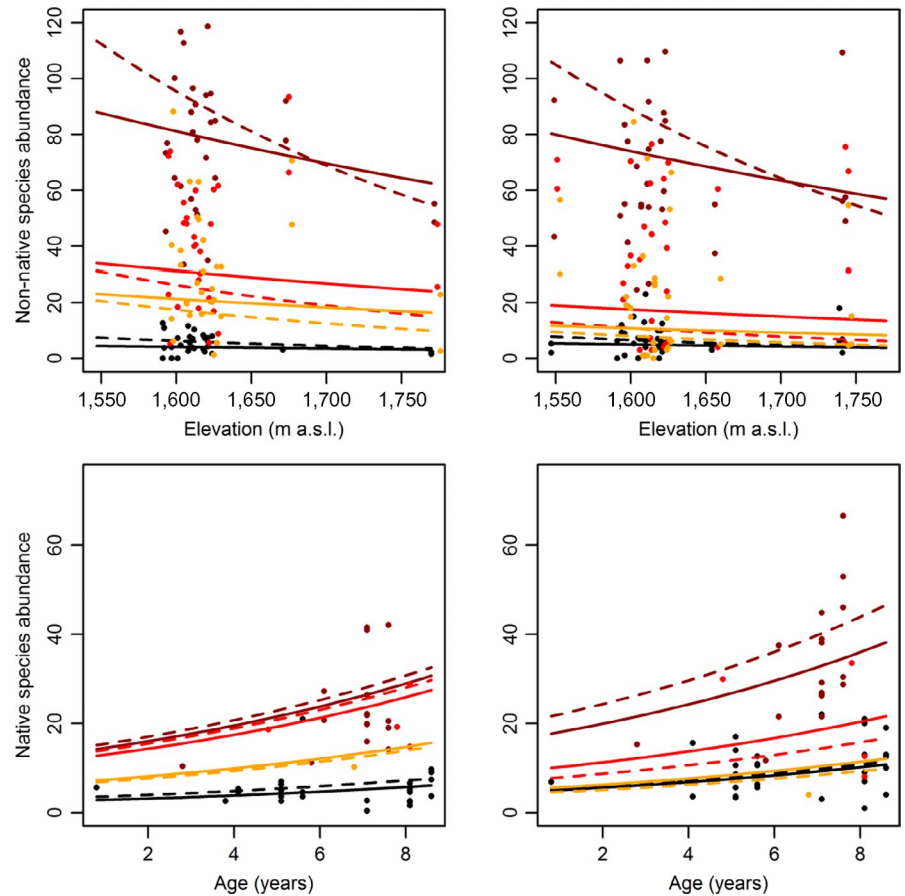 120
100
80
60
40
20
0
Non-native species abundance
1,550 1,600 1,650 1,700 1,750
Elevation (m a.s.l.)
120
100
80
60
40
20
0
1,550 1,600 1,650 1,700 1,750
Elevation (m a.s.l.)
60
40
20
0
Native species abundance
2 4 6 8
Age (years)
60
40
20
0
2 4 6 8
Age (years)